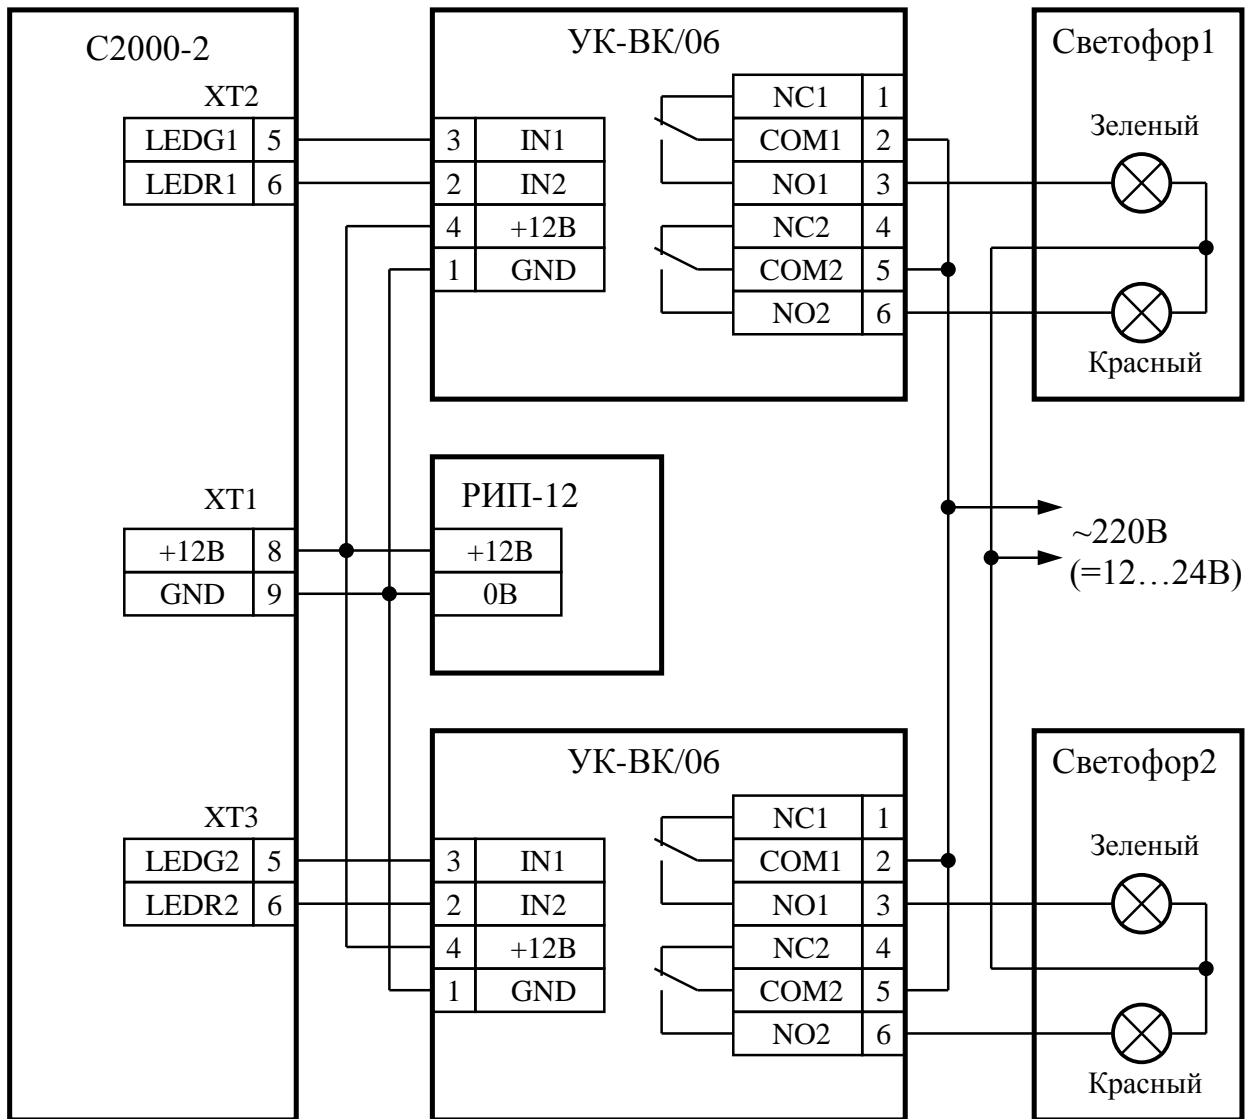 С2000-2
XT2
LEDG1 5
LEDR1 6
УК-ВК/06
3 IN1
2 IN2
4 +12В
1 GND
NC1 1
COM1 2
NO1 3
NC2 4
COM2 5
NO2 6
Светофор1
Зеленый
Красный
XT1
+12В 8
GND 9
РИП-12
+12В
0В
~220В
(=12...24В)
XT3
LEDG2 5
LEDR2 6
УК-ВК/06
3 IN1
2 IN2
4 +12В
1 GND
NC1 1
COM1 2
NO1 3
NC2 4
COM2 5
NO2 6
Светофор2
Зеленый
Красный